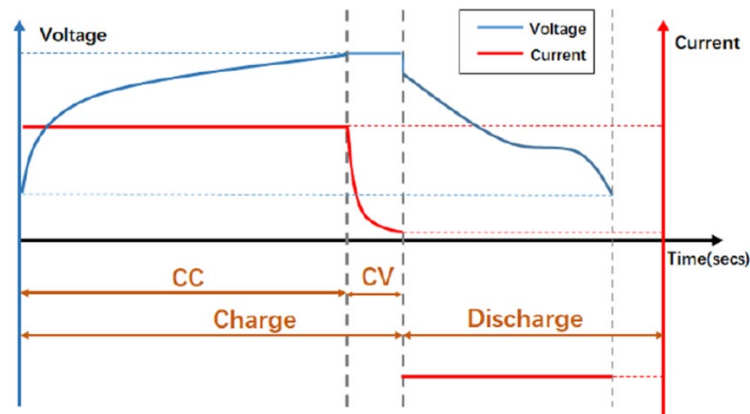 Voltage
Voltage
Current
Current
Time(secs)
CC
CV
Charge
Discharge